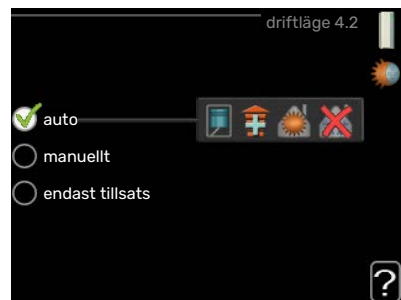 driftläge 4.2
auto
manuellt
endast tillsats
?